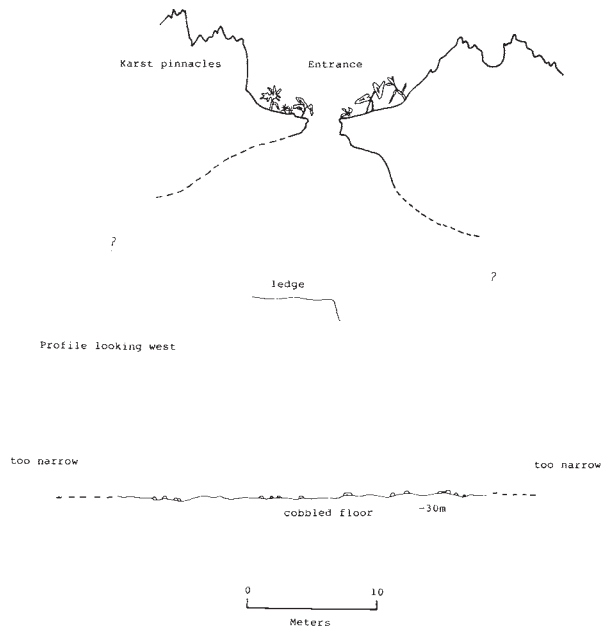 Karst pinnacles
Entrance
?
?
ledge
Profile looking west
too narrow
too narrow
cobbled floor
-30m
0
10
Meters